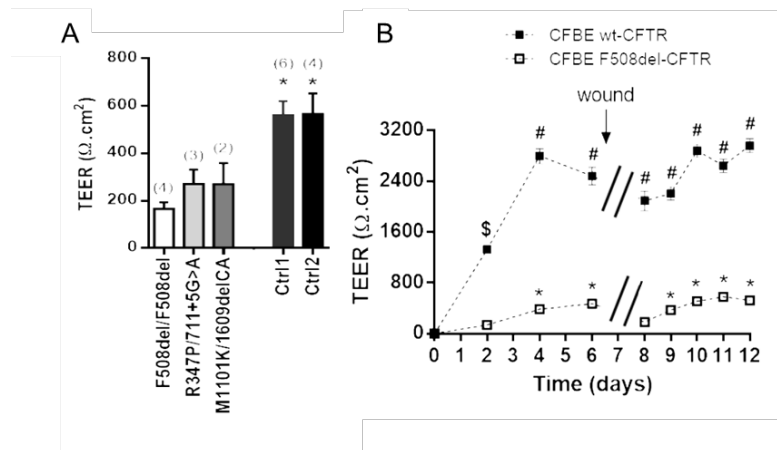 A
TEER (Ω.cm²)
800
600
400
200
0
(4)
(3)
(2)
(6)
(4)
*
*
F508del/F508del
R347P/711+5G>A
M1101K/1609delCA
Ctrl1
Ctrl2
B
CFBE wt-CFTR
CFBE F508del-CFTR
wound
TEER (Ω.cm²)
3200
2400
1600
800
0
$
#
#
#
#
#
#
#
*
*
*
*
*
*
0 1 2 3 4 5 6 7 8 9 10 11 12
Time (days)